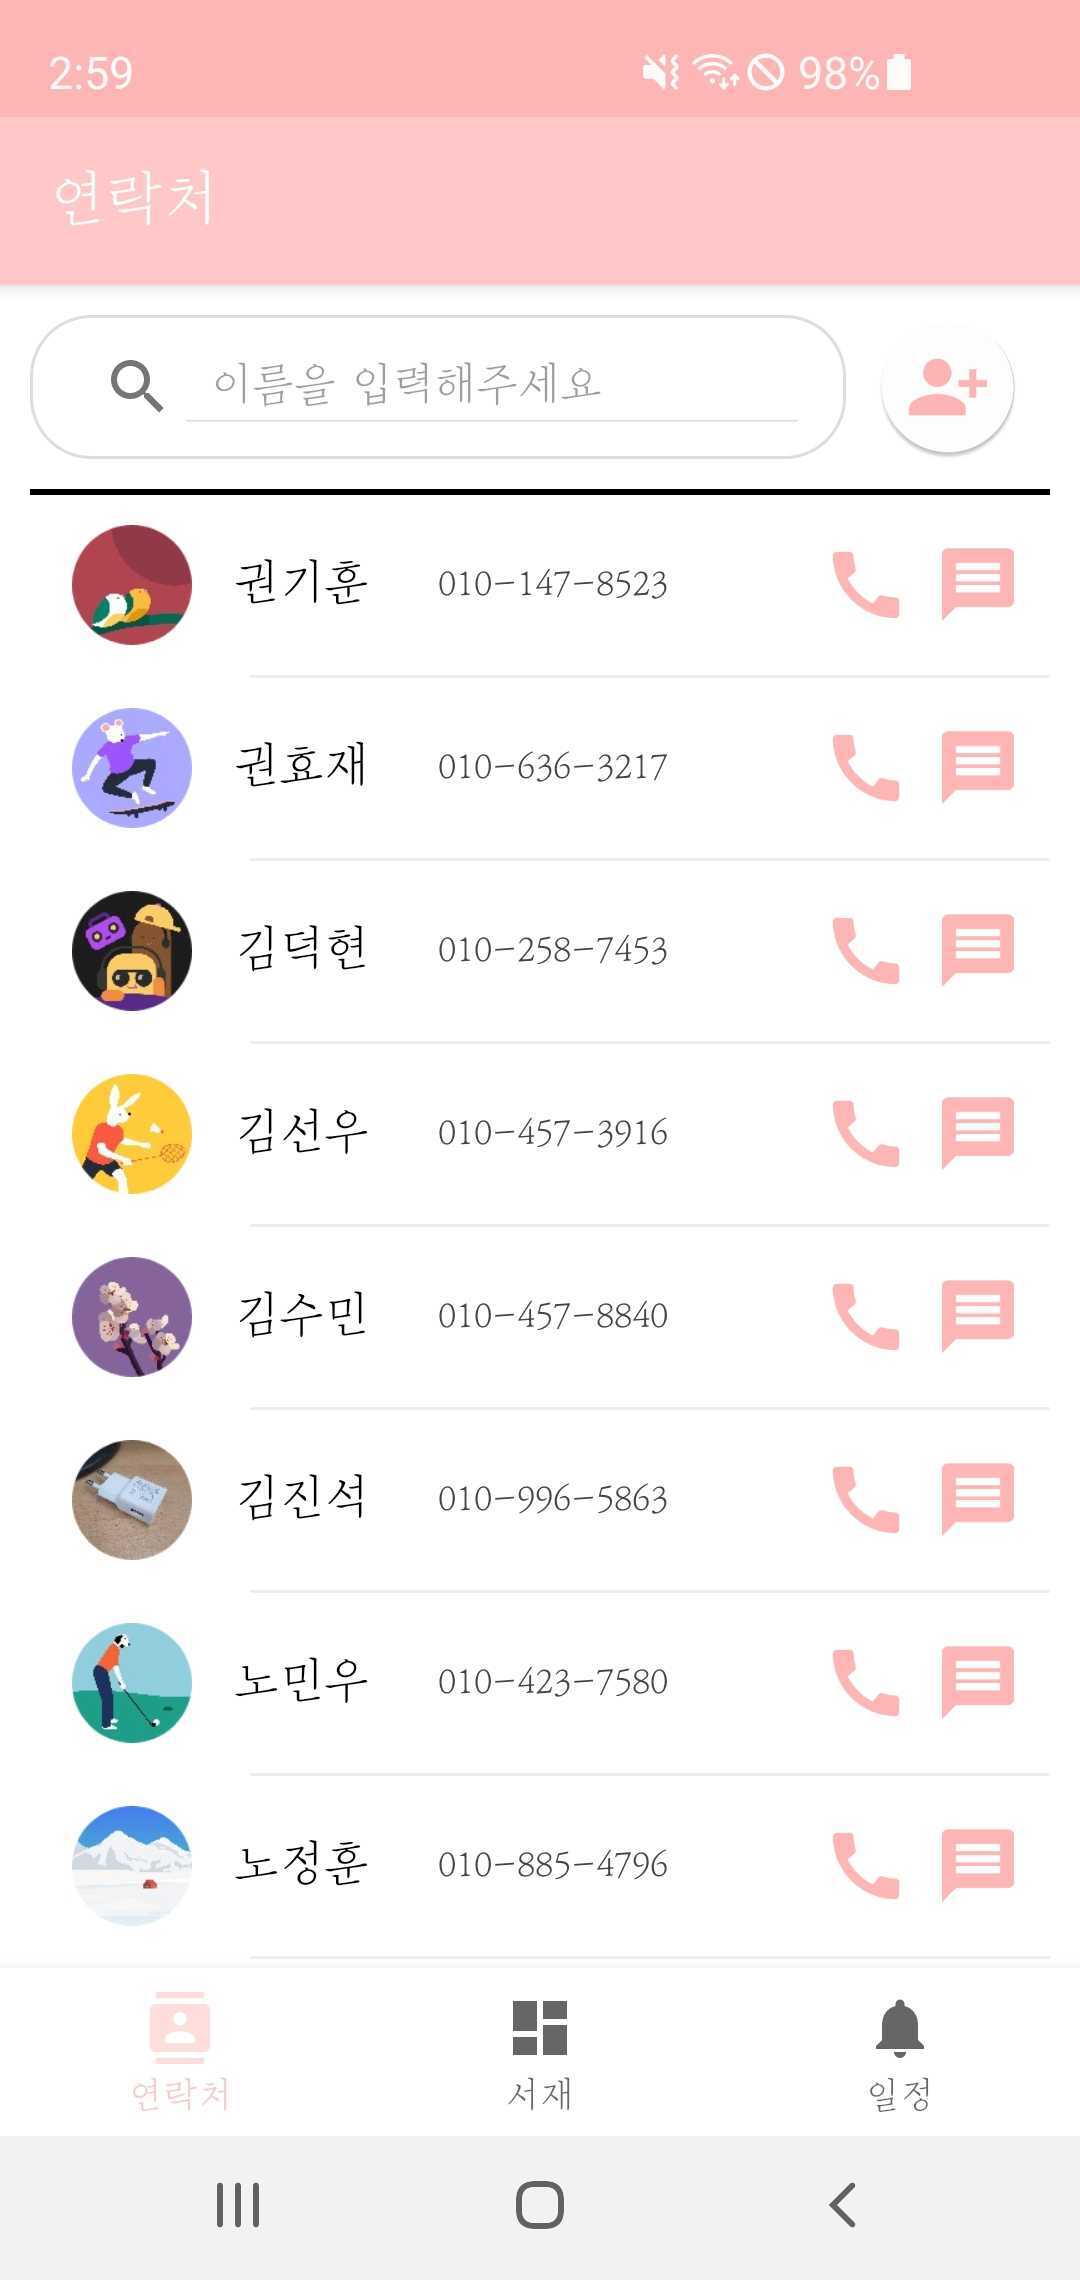 2:59 98%
연락처
이름을 입력해주세요
권기훈 010-147-8523
권효재 010-636-3217
김덕현 010-258-7453
김선우 010-457-3916
김수민 010-457-8840
김진석 010-996-5863
노민우 010-423-7580
노정훈 010-885-4796
연락처 서재 일정